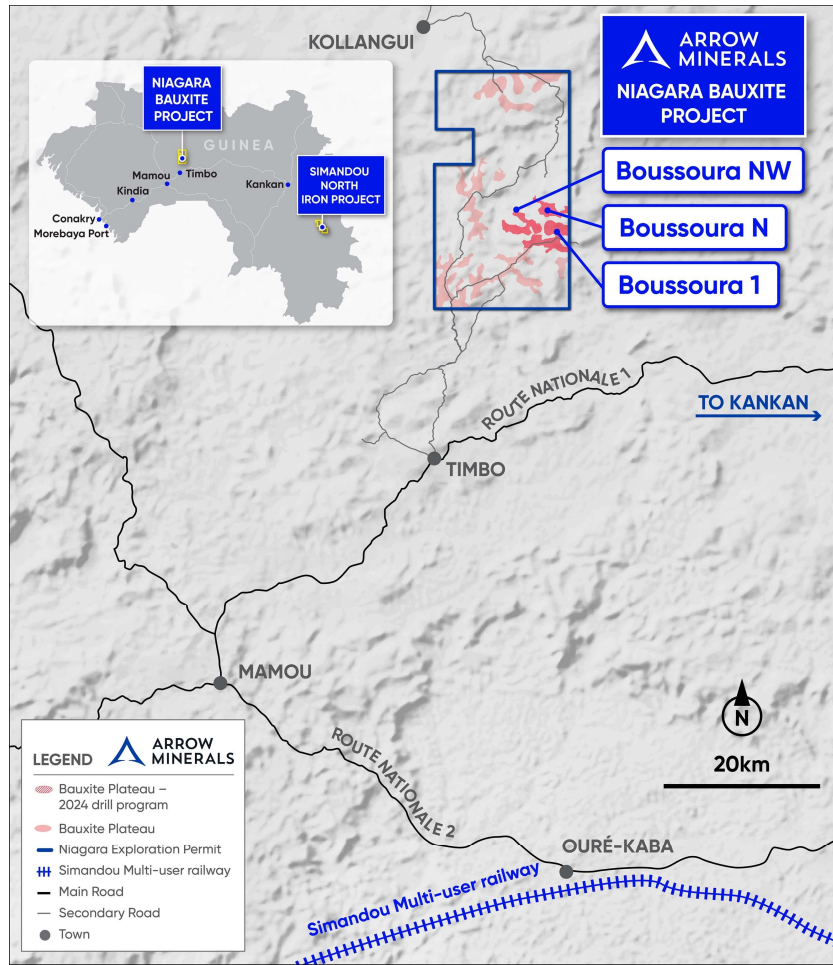 KOLLANGUI
ARROW
MINERALS
NIAGARA BAUXITE
PROJECT
NIAGARA
BAUXITE
PROJECT
GUINEA
SIMANDOU
NORTH
IRON PROJECT
Mamou
Timbo
Kindia
Kankan
Conakry
Morebaya Port
Boussoura NW
Boussoura N
Boussoura 1
ROUTE NATIONALE 1
TO KANKAN
TIMBO
MAMOU
N
20km
ROUTE NATIONALE 2
OURÉ-KABA
Simandou Multi-user railway
LEGEND
ARROW
MINERALS
Bauxite Plateau –
2024 drill program
Bauxite Plateau
Niagara Exploration Permit
Simandou Multi-user railway
Main Road
Secondary Road
Town